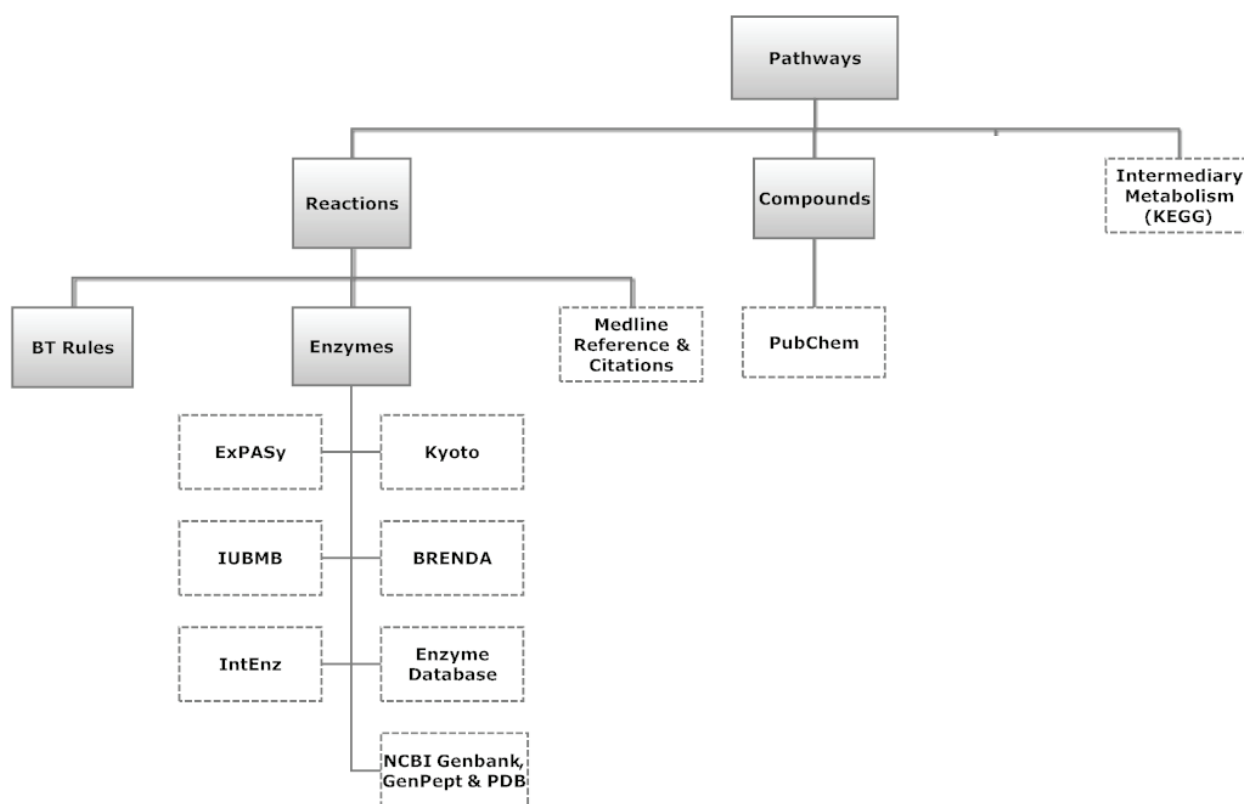 Pathways
Reactions
Compounds
Intermediary
Metabolism
(KEGG)
BT Rules
Enzymes
Medline
Reference &
Citations
PubChem
ExPASy
Kyoto
IUBMB
BRENDA
IntEnz
Enzyme
Database
NCBI Genbank,
GenPept & PDB